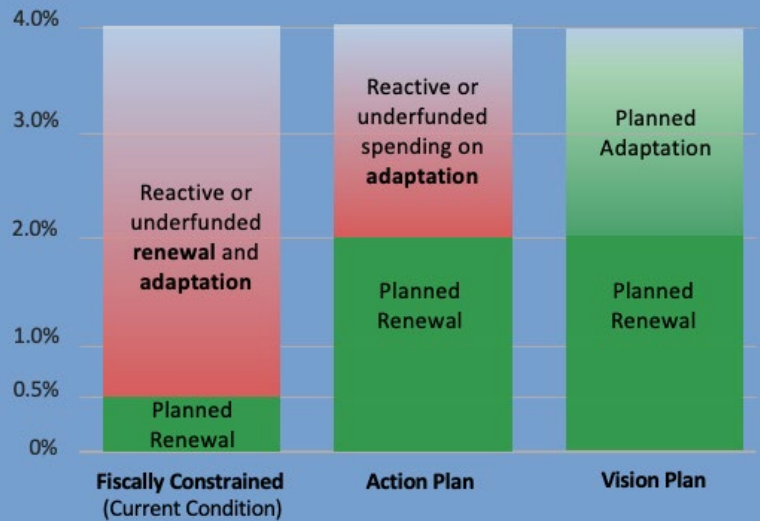 4.0%
3.0%
2.0%
1.0%
0.5%
0%
Reactive or
underfunded
renewal and
adaptation
Planned
Renewal
Reactive or
underfunded
spending on
adaptation
Planned
Renewal
Planned
Adaptation
Planned
Renewal
Fiscally Constrained
(Current Condition)
Action Plan
Vision Plan